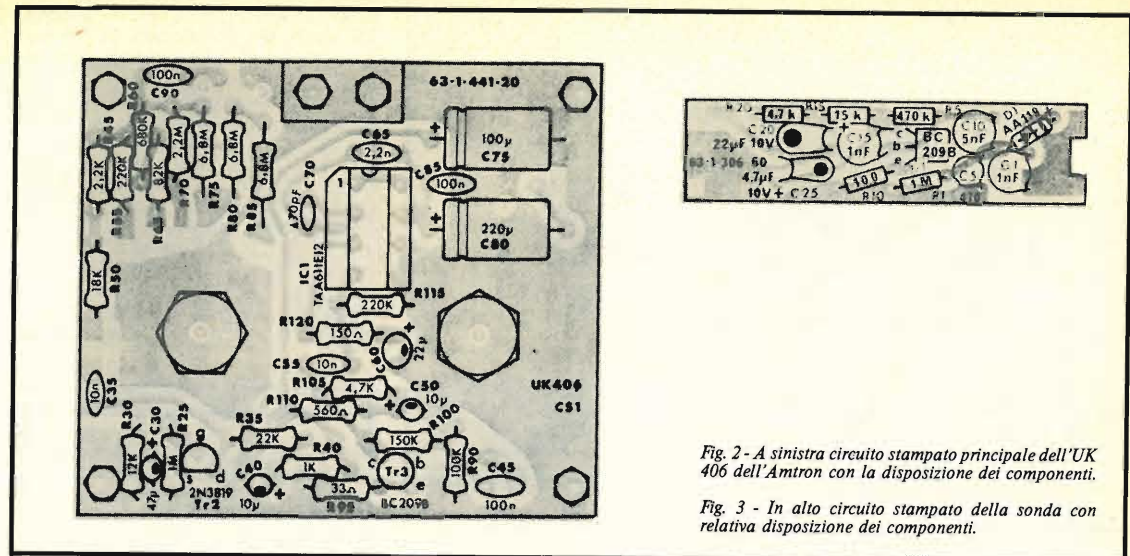 100n
C90
63-1-441-20
R60
680K
2,2M
6,8M
6,8M
6,8M
R45
2,2K
220K
82K
R70
R75
R80
R85
C65
2,2n
C70
470pF
1
IC1
TAA611E12
100µ
C75
C85
100n
220µ
C80
18K
R50
R115
220K
R120
150Ω
C60
22µ
C55
10n
R105
4,7K
C50
10µ
R110
560Ω
R100
150K
UK406
CS1
10n
C35
R30
12K
C30
47µ
R25
1M
G
S
D
2N3819
Tr2
R35
22K
R40
1K
C40
10µ
33Ω
R95
c
b
e
Tr3
BC209B
100K
R90
C45
100n
R20
4.7k
R15
15k
470k
R5
C20
22µF 10V
63-1-306 60
4.7µF
10V + C25
C15
1nF
c
b
e
BC
209B
C10
5nF
D1
AA119
100
R10
1M
R1
C5
470
C1
1nF
Fig. 2 - A sinistra circuito stampato principale dell'UK
406 dell'Amtron con la disposizione dei componenti.
Fig. 3 - In alto circuito stampato della sonda con
relativa disposizione dei componenti.